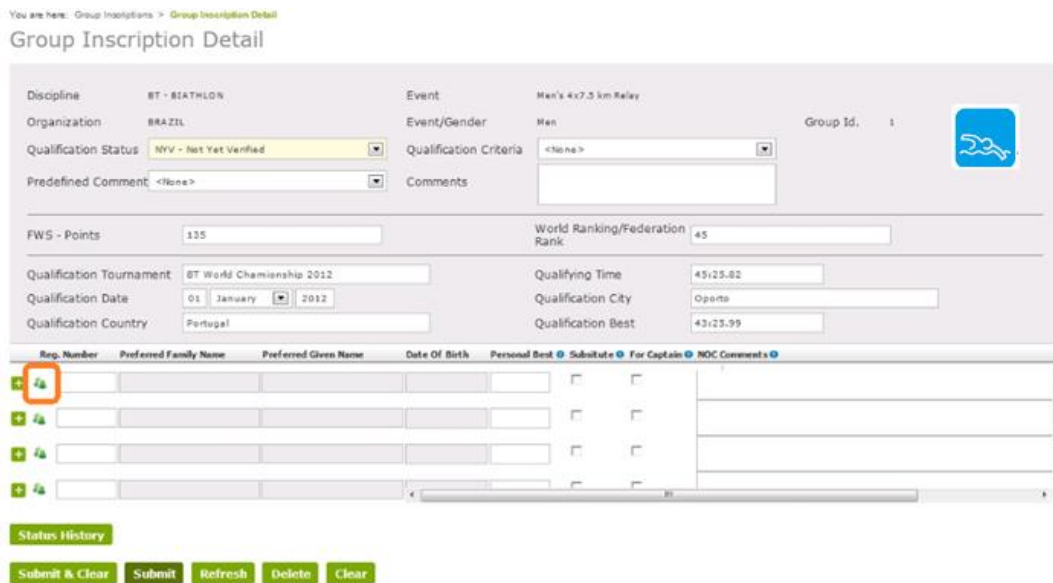 You are here: Group Inscriptions > Group Inscription Detail
Group Inscription Detail
Discipline BT - BIATHLON Event Men's 4x7.5 km Relay
Organization BRAZIL Event/Gender Men Group Id. 1
Qualification Status NYV - Not Yet Verified Qualification Criteria <None>
Predefined Comment <None> Comments
FWS - Points 135 World Ranking/Federation Rank 45
Qualification Tournament BT World Chamionship 2012 Qualifying Time 45:25.82
Qualification Date 01 January 2012 Qualification City Oporto
Qualification Country Portugal Qualification Best 43:25.99
Reg. Number Preferred Family Name Preferred Given Name Date Of Birth Personal Best Subsitute For Captain NOC Comments
Status History
Submit & Clear Submit Refresh Delete Clear